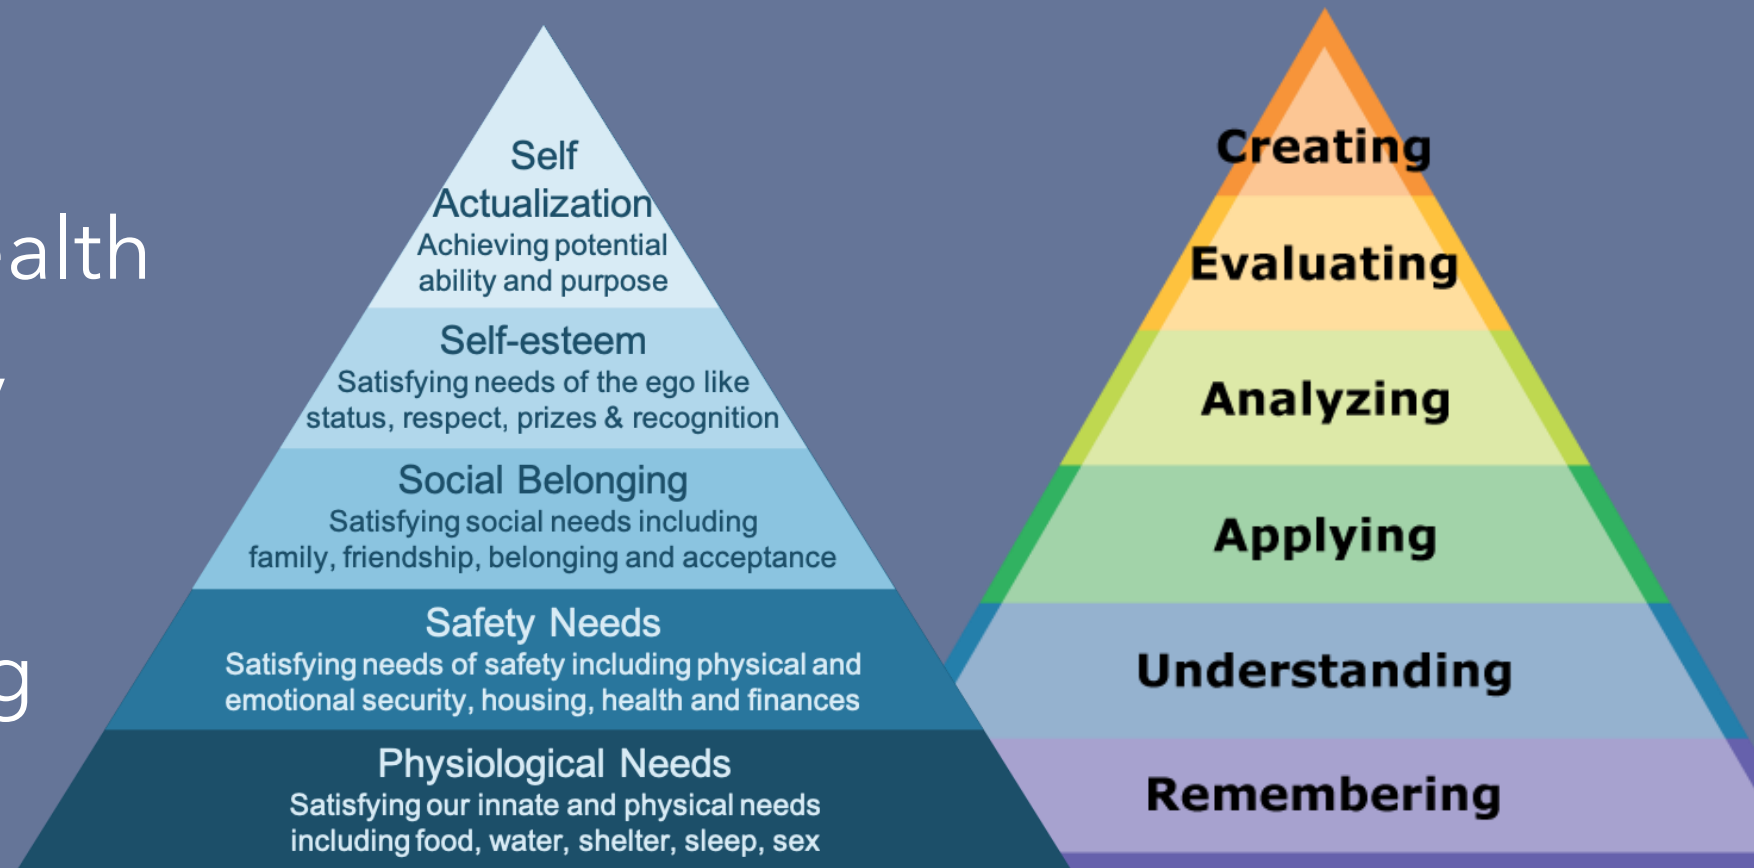 alth
g
Self
Actualization
Achieving potential
ability and purpose
Self-esteem
Satisfying needs of the ego like
status, respect, prizes & recognition
Social Belonging
Satisfying social needs including
family, friendship, belonging and acceptance
Safety Needs
Satisfying needs of safety including physical and
emotional security, housing, health and finances
Physiological Needs
Satisfying our innate and physical needs
including food, water, shelter, sleep, sex
Creating
Evaluating
Analyzing
Applying
Understanding
Remembering